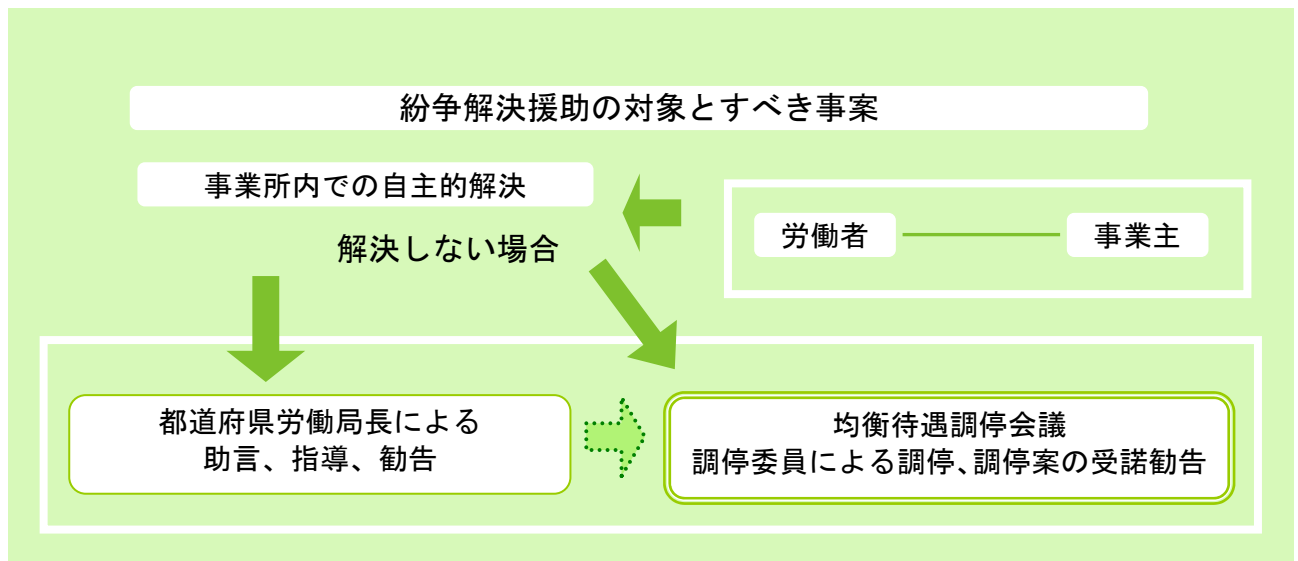 紛争解決援助の対象とすべき事案
事業所内での自主的解決
労働者
事業主
解決しない場合
都道府県労働局長による
助言、指導、勧告
均衡待遇調停会議
調停委員による調停、調停案の受諾勧告